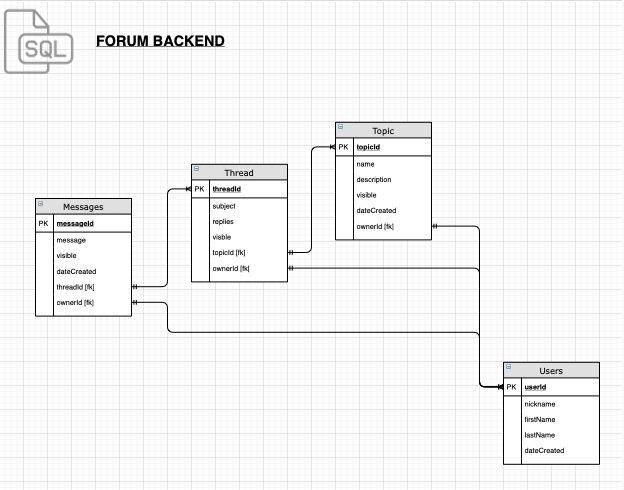 SQL
FORUM BACKEND
Topic
PK topicId
name
description
visible
dateCreated
ownerId [fk]
Thread
PK threadId
subject
replies
visble
topicId [fk]
ownerId [fk]
Messages
PK messageId
message
visible
dateCreated
threadId [fk]
ownerId [fk]
Users
PK userId
nickname
firstName
lastName
dateCreated